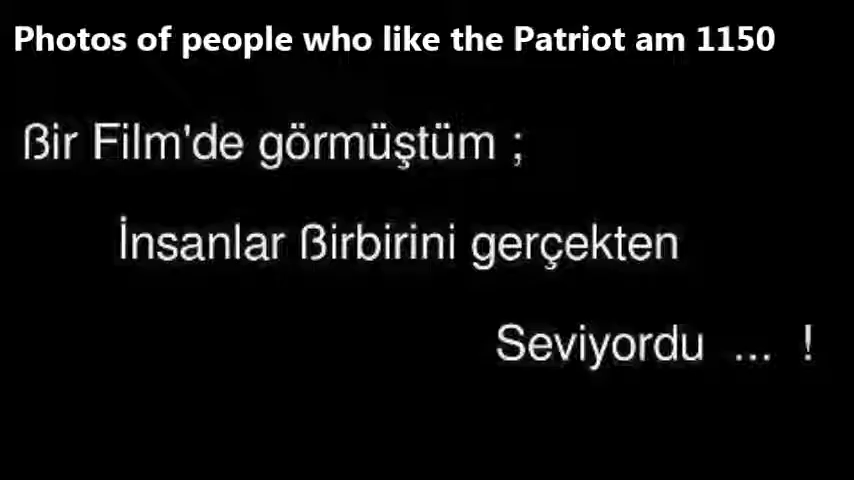 Photos of people who like the Patriot am 1150
ßir Film'de görmüştüm ;
İnsanlar ßirbirini gerçekten
Seviyordu ... !